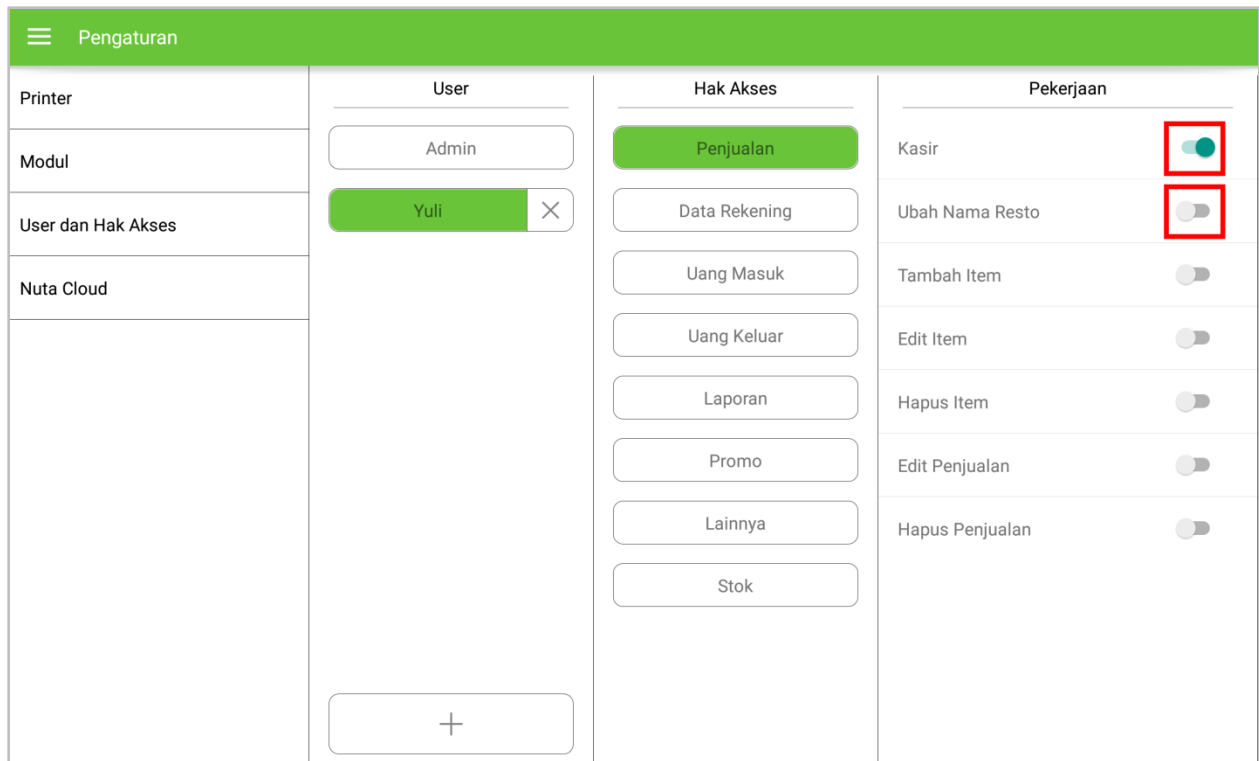 Pengaturan
Printer
Modul
User dan Hak Akses
Nuta Cloud
User
Admin
Yuli
Hak Akses
Penjualan
Data Rekening
Uang Masuk
Uang Keluar
Laporan
Promo
Lainnya
Stok
Pekerjaan
Kasir
Ubah Nama Resto
Tambah Item
Edit Item
Hapus Item
Edit Penjualan
Hapus Penjualan